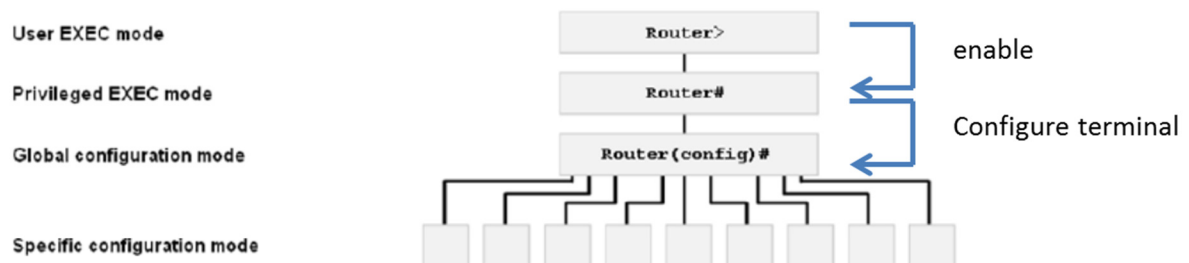 User EXEC mode
Router>
enable
Privileged EXEC mode
Router#
Configure terminal
Global configuration mode
Router(config)#
Specific configuration mode